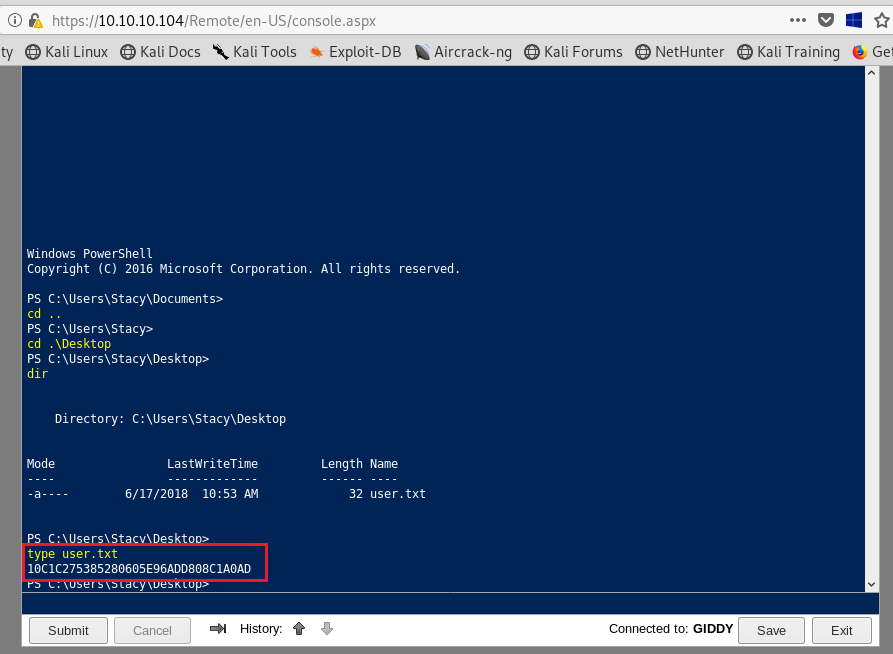 https://10.10.10.104/Remote/en-US/console.aspx
ty Kali Linux Kali Docs Kali Tools Exploit-DB Aircrack-ng Kali Forums NetHunter Kali Training Get
Windows PowerShell
Copyright (C) 2016 Microsoft Corporation. All rights reserved.
PS C:\Users\Stacy\Documents>
cd ..
PS C:\Users\Stacy>
cd .\Desktop
PS C:\Users\Stacy\Desktop>
dir
Directory: C:\Users\Stacy\Desktop
Mode LastWriteTime Length Name
---- ------------- ------ ----
-a---- 6/17/2018 10:53 AM 32 user.txt
PS C:\Users\Stacy\Desktop>
type user.txt
10C1C275385280605E96ADD808C1A0AD
PS C:\Users\Stacy\Desktop>
Submit Cancel History: Connected to: GIDDY Save Exit